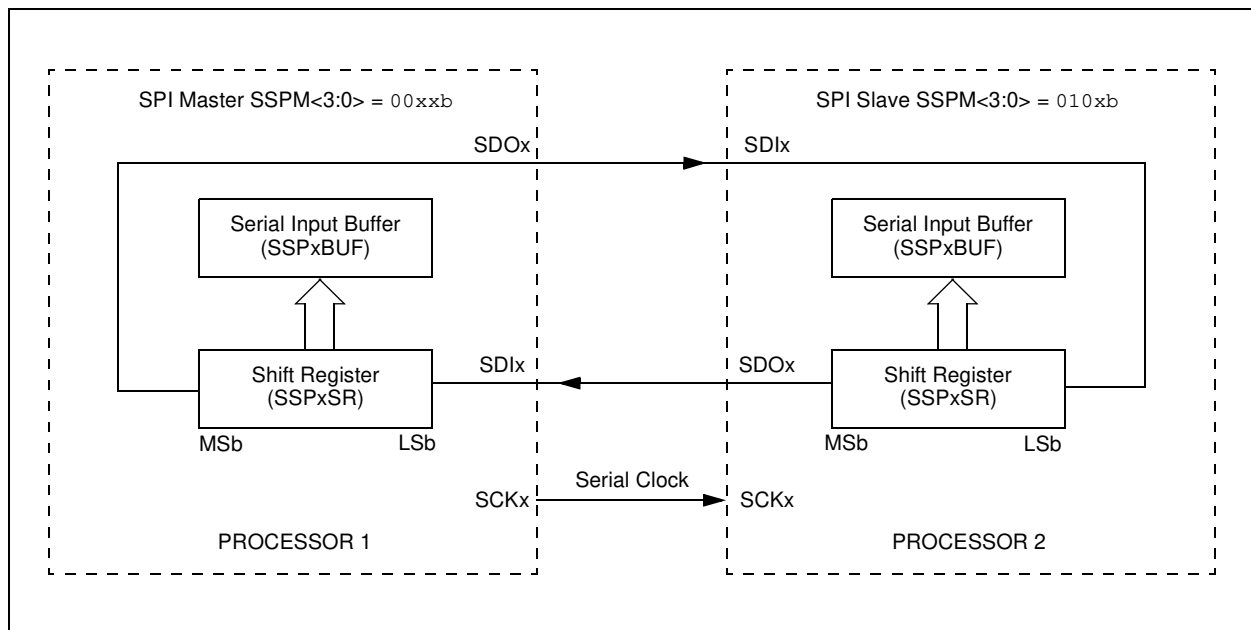 SPI Master SSPM<3:0> = 00xxb
SDOx
Serial Input Buffer
(SSPxBUF)
SDIx
Shift Register
(SSPxSR)
MSb
LSb
Serial Clock
SCKx
PROCESSOR 1
SPI Slave SSPM<3:0> = 010xb
SDIx
Serial Input Buffer
(SSPxBUF)
SDOx
Shift Register
(SSPxSR)
MSb
LSb
SCKx
PROCESSOR 2